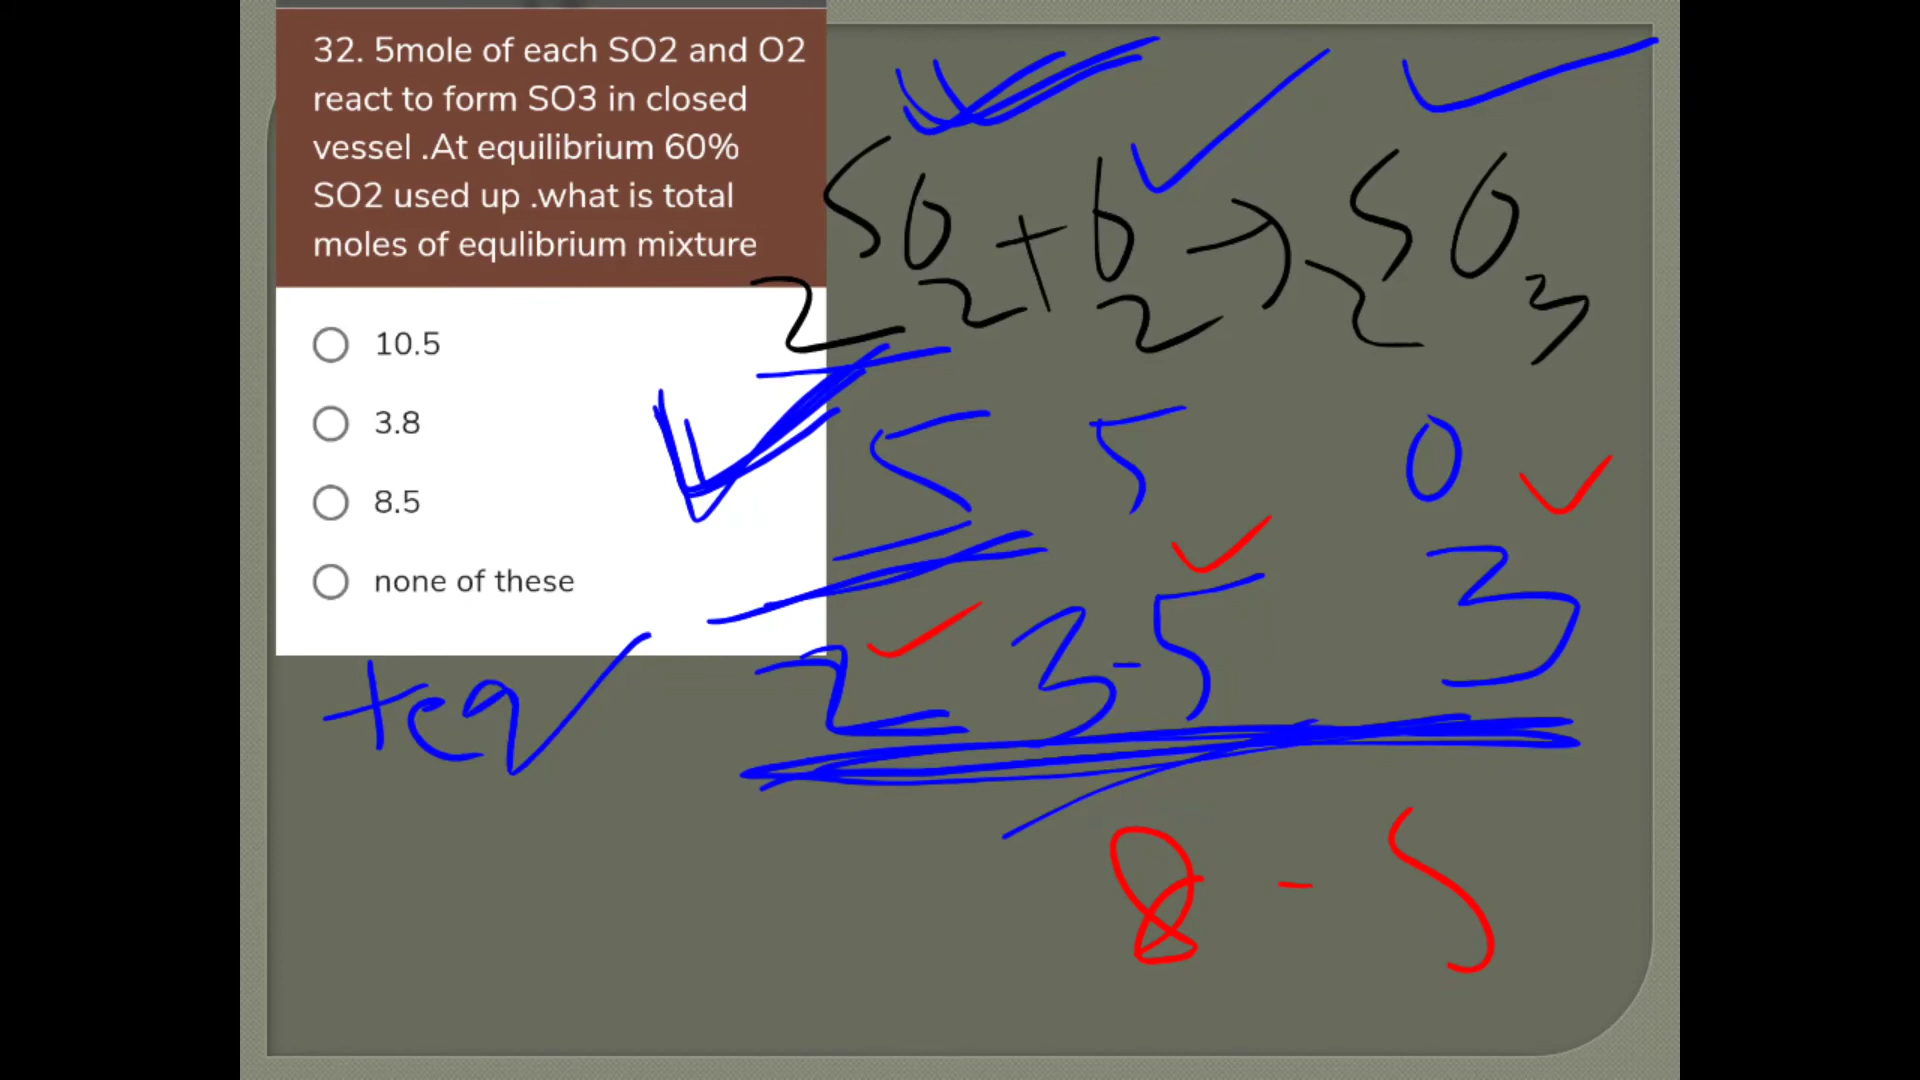 32. 5mole of each SO2 and O2
react to form SO3 in closed
vessel .At equilibrium 60%
SO2 used up .what is total
moles of equlibrium mixture
10.5
3.8
8.5
none of these
2SO2+O2→2SO3
5 5 0
teq 2 3-5 3
8-5